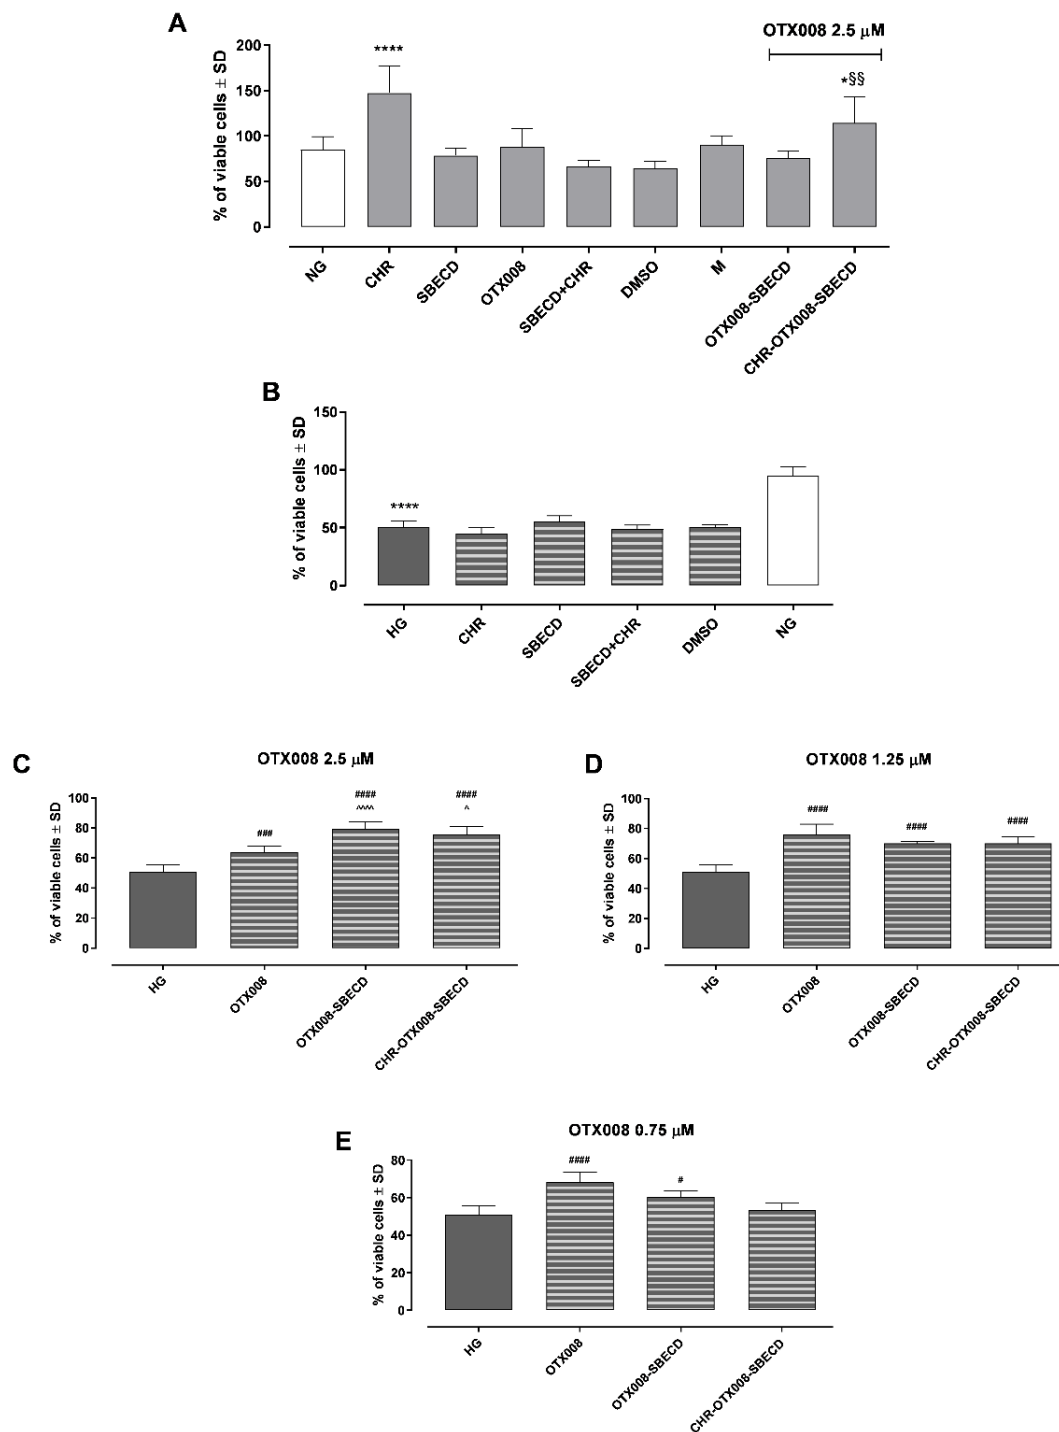 A
OTX008 2.5 μM
% of viable cells ± SD
200
150
100
50
0
****
*§§
NG
CHR
SBECD
OTX008
SBECD+CHR
DMSO
M
OTX008-SBECD
CHR-OTX008-SBECD
B
% of viable cells ± SD
150
100
50
0
****
HG
CHR
SBECD
SBECD+CHR
DMSO
NG
C
OTX008 2.5 μM
% of viable cells ± SD
100
80
60
40
20
0
###
####
^^^^
####
^
HG
OTX008
OTX008-SBECD
CHR-OTX008-SBECD
D
OTX008 1.25 μM
% of viable cells ± SD
100
80
60
40
20
0
####
####
####
HG
OTX008
OTX008-SBECD
CHR-OTX008-SBECD
E
OTX008 0.75 μM
% of viable cells ± SD
80
60
40
20
0
####
#
HG
OTX008
OTX008-SBECD
CHR-OTX008-SBECD